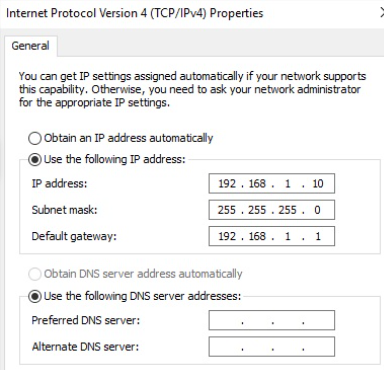 Internet Protocol Version 4 (TCP/IPv4) Properties
General
You can get IP settings assigned automatically if your network supports
this capability. Otherwise, you need to ask your network administrator
for the appropriate IP settings.
Obtain an IP address automatically
Use the following IP address:
IP address: 192 . 168 . 1 . 10
Subnet mask: 255 . 255 . 255 . 0
Default gateway: 192 . 168 . 1 . 1
Obtain DNS server address automatically
Use the following DNS server addresses:
Preferred DNS server: . . .
Alternate DNS server: . . .